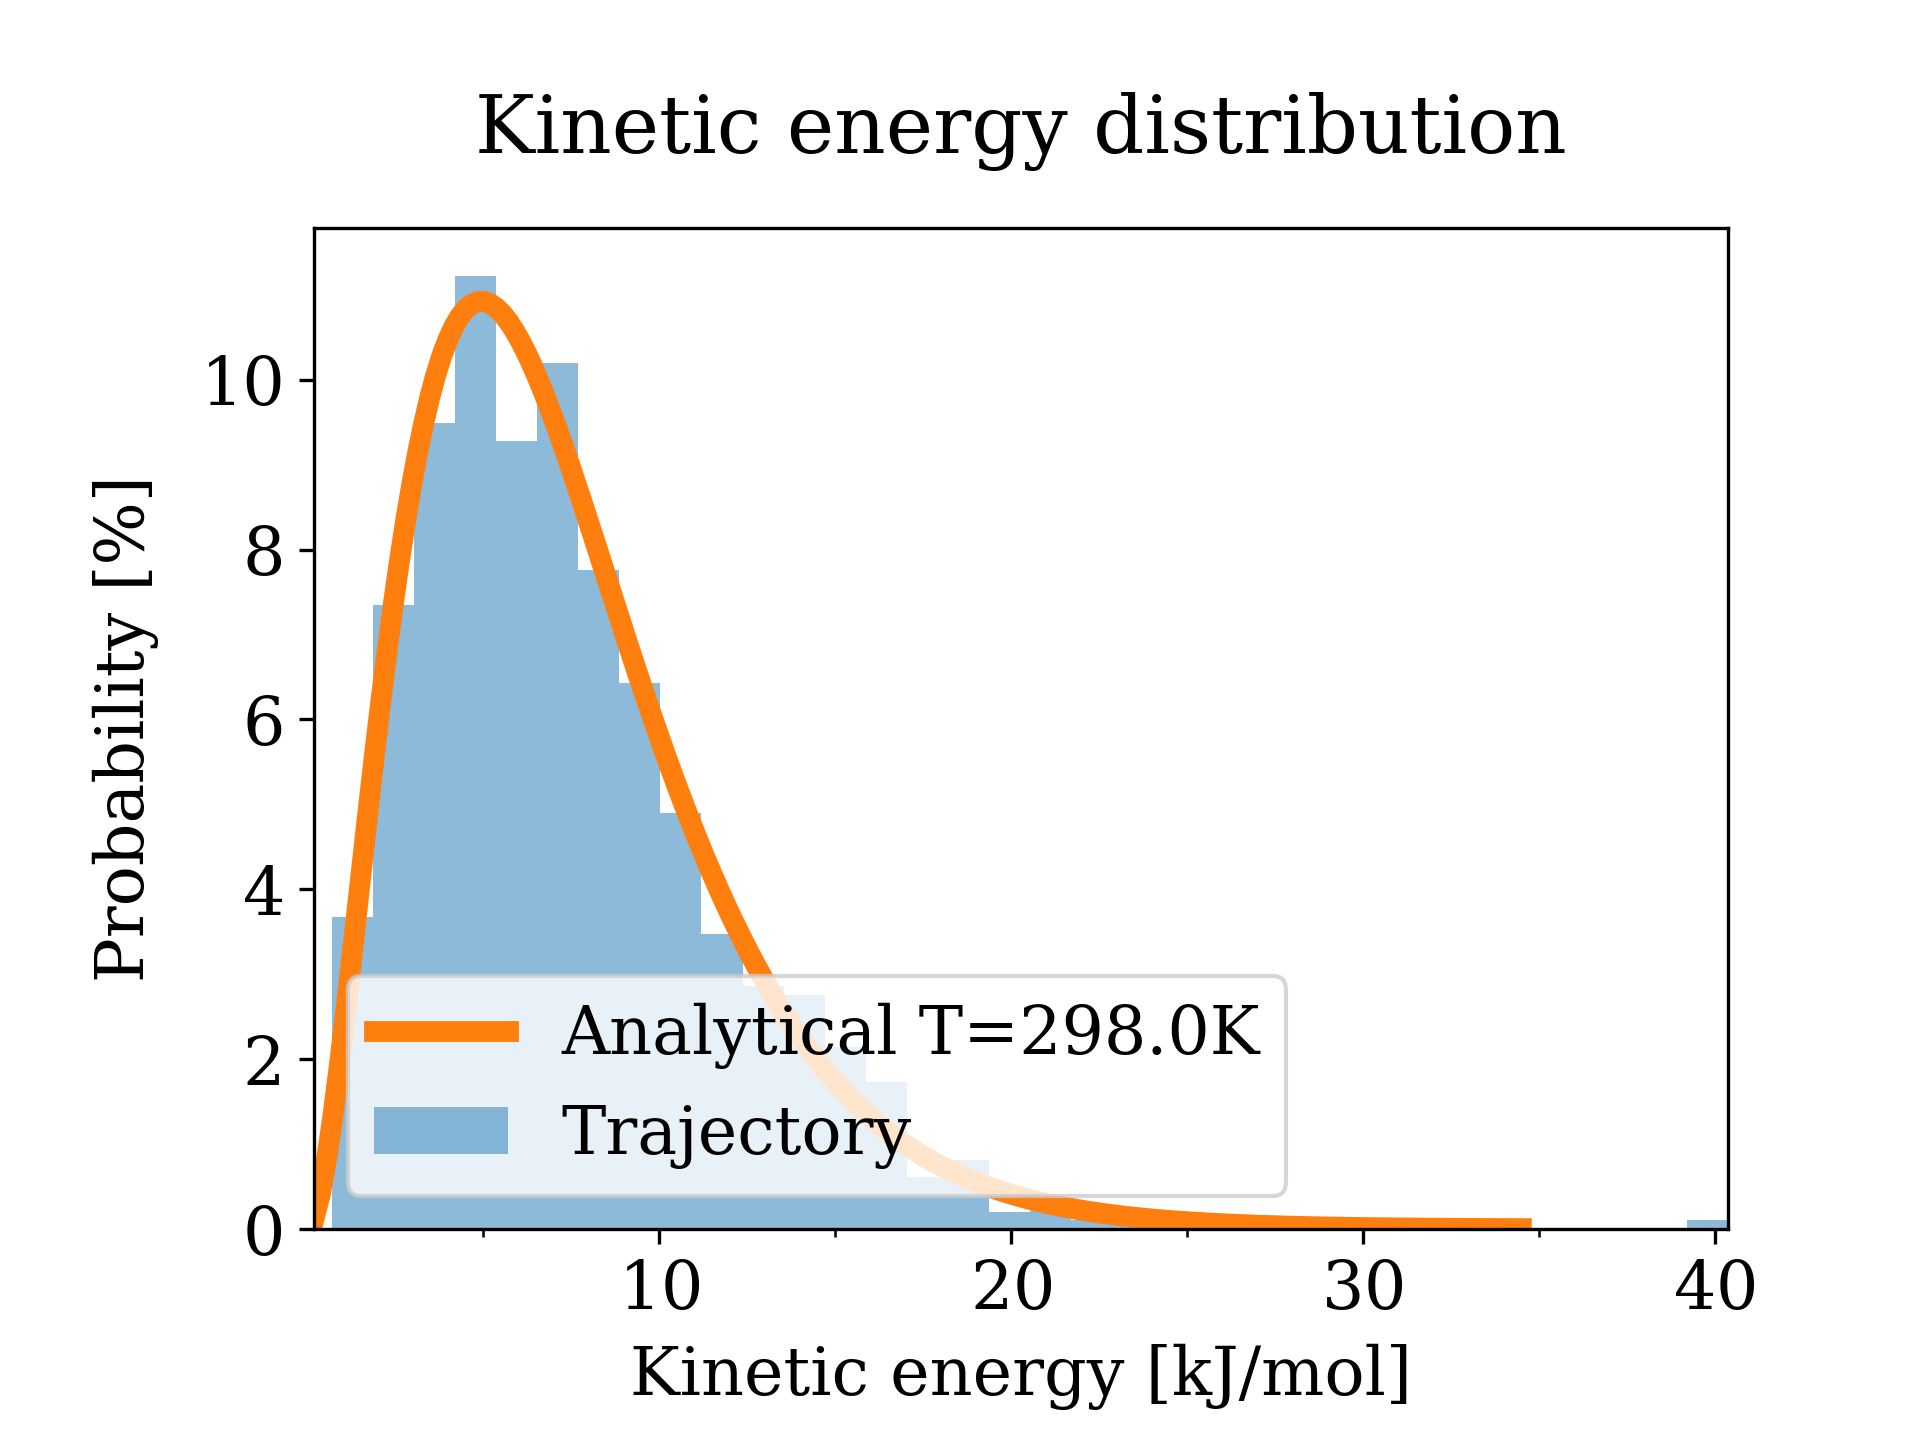 Kinetic energy distribution
Probability [%]
10
8
6
4
2
0
Analytical T=298.0K
Trajectory
10 20 30 40
Kinetic energy [kJ/mol]